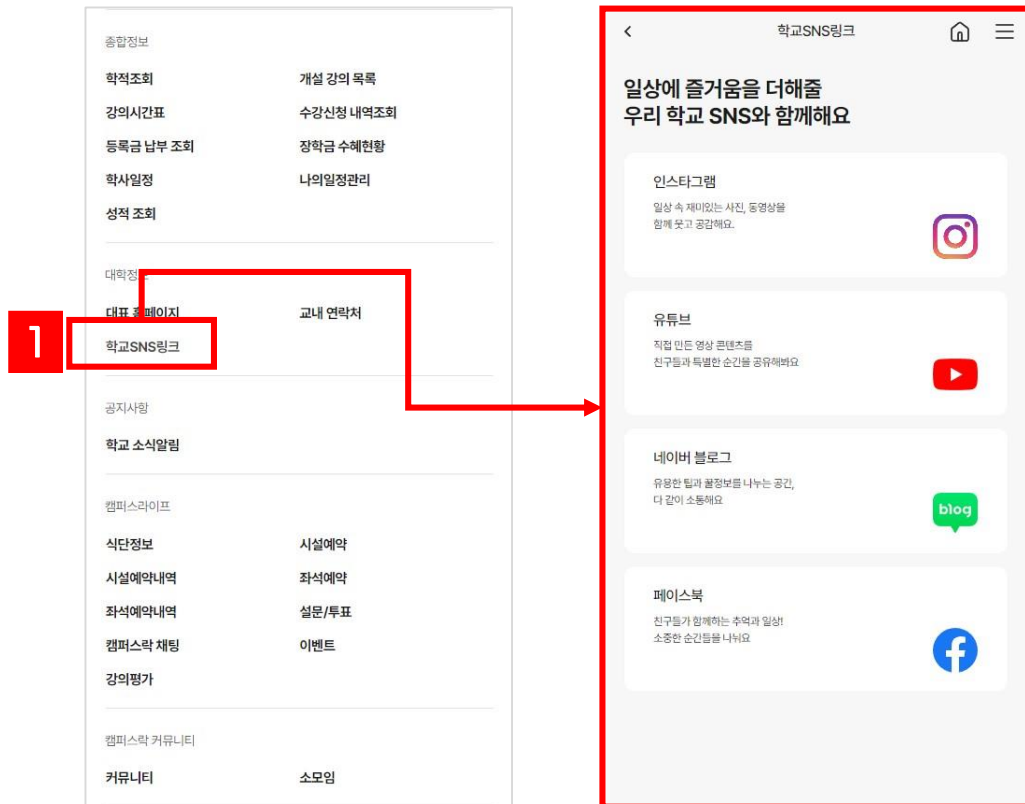 종합정보
학적조회 개설 강의 목록
강의시간표 수강신청 내역조회
등록금 납부 조회 장학금 수혜현황
학사일정 나의일정관리
성적 조회
대학정보
대표 홈페이지 교내 연락처
1
학교SNS링크
공지사항
학교 소식알림
캠퍼스라이프
식단정보 시설예약
시설예약내역 좌석예약
좌석예약내역 설문/투표
캠퍼스락 채팅 이벤트
강의평가
캠퍼스락 커뮤니티
커뮤니티 소모임
학교SNS링크
일상에 즐거움을 더해줄
우리 학교 SNS와 함께해요
인스타그램
일상 속 재미있는 사진, 동영상을
함께 웃고 공감해요.
유튜브
직접 만든 영상 콘텐츠를
친구들과 특별한 순간을 공유해봐요
네이버 블로그
유용한 팁과 꿀정보를 나누는 공간,
다 같이 소통해요
blog
페이스북
친구들가 함께하는 추억과 일상!
소중한 순간들을 나눠요